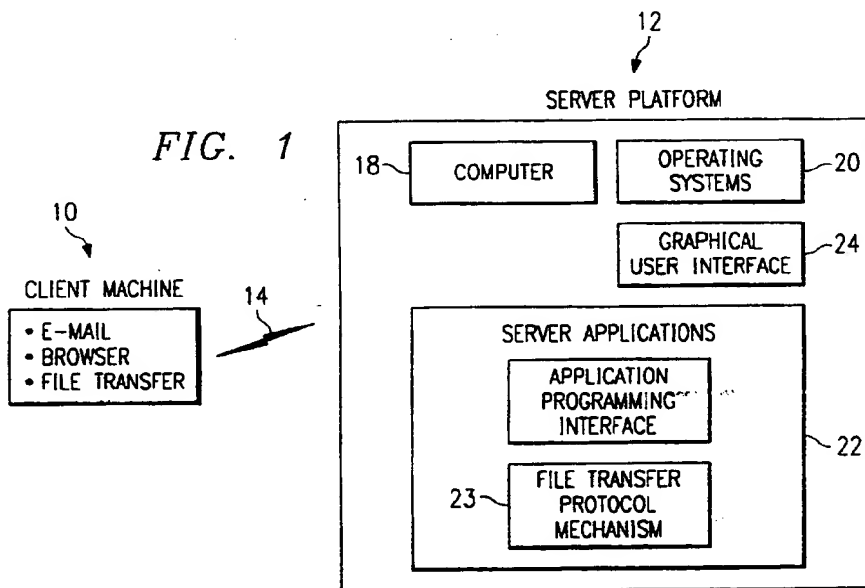 12
SERVER PLATFORM
FIG. 1
18
COMPUTER
OPERATING
SYSTEMS
20
10
GRAPHICAL
USER INTERFACE
24
CLIENT MACHINE
• E-MAIL
• BROWSER
• FILE TRANSFER
14
SERVER APPLICATIONS
APPLICATION
PROGRAMMING
INTERFACE
22
23
FILE TRANSFER
PROTOCOL
MECHANISM